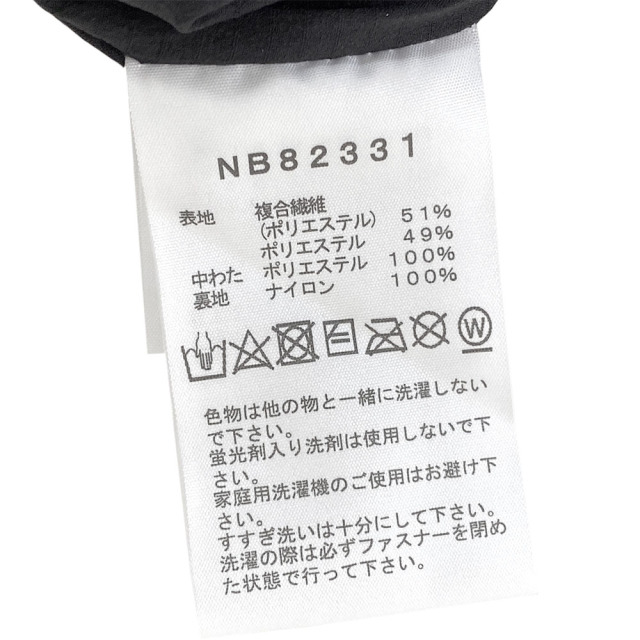 NB82331
表地 複合繊維
(ポリエステル) 51%
ポリエステル 49%
中わた ポリエステル 100%
裏地 ナイロン 100%
W
色物は他の物と一緒に洗濯しない
で下さい。
蛍光剤入り洗剤は使用しないで下
さい。
家庭用洗濯機のご使用はお避け下
さい。
すすぎ洗いは十分にして下さい。
洗濯の際は必ずファスナーを閉め
た状態で行って下さい。